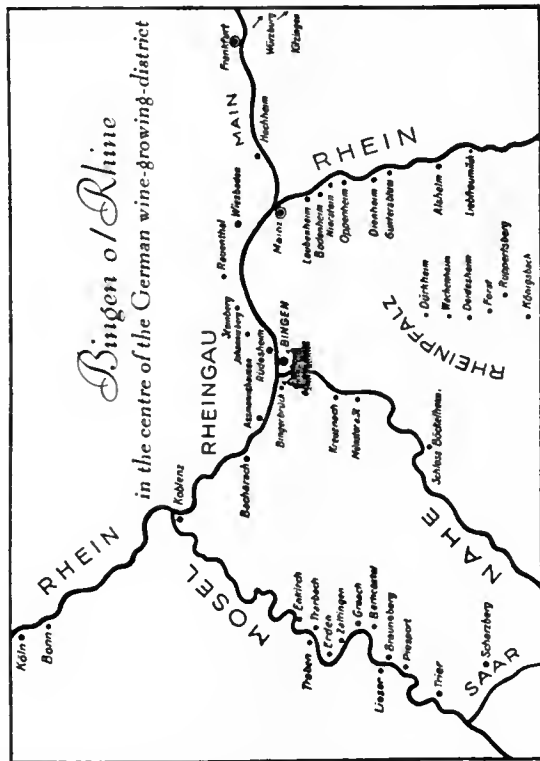 Bingen o/Rhine
in the centre of the German wine-growing-district
Köln
Bonn
RHEIN
Koblenz
MOSEL
RHEINGAU
Bacharach
Assmannshausen
Rüdesheim
Johannesberg
Steinberg
Rauenthal
Wiesbaden
MAIN
Hochheim
Frankfurt
Würzburg
Kitzingen
Bingerbrück
BINGEN
Mainz
RHEIN
Laubenheim
Bodenheim
Nierstein
Oppenheim
Dienheim
Guntersblum
Alsheim
Liebfraumilch
Kreuznach
Münster a.St
Schloss Böckelheim
NAHE
RHEINPFALZ
Dürkheim
Wachenheim
Deidesheim
Forst
Ruppertsberg
Königsbach
Enkirch
Traben
Trarbach
Erden
Zeltingen
Graach
Berncastel
Lieser
Brauneberg
Piesport
Trier
Scharzberg
SAAR